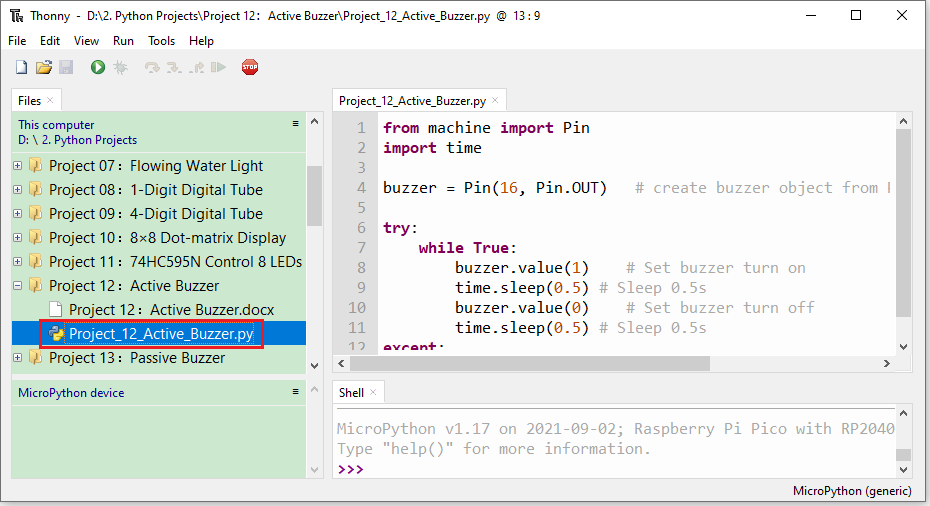 Thonny - D:\2. Python Projects\Project 12：Active Buzzer\Project_12_Active_Buzzer.py @ 13:9
File Edit View Run Tools Help
STOP
Files
This computer
D: \ 2. Python Projects
Project 07：Flowing Water Light
Project 08：1-Digit Digital Tube
Project 09：4-Digit Digital Tube
Project 10：8×8 Dot-matrix Display
Project 11：74HC595N Control 8 LEDs
Project 12：Active Buzzer
Project 12：Active Buzzer.docx
Project_12_Active_Buzzer.py
Project 13：Passive Buzzer
MicroPython device
Project_12_Active_Buzzer.py
1 from machine import Pin
2 import time
3
4 buzzer = Pin(16, Pin.OUT) # create buzzer object from
5
6 try:
7 while True:
8 buzzer.value(1) # Set buzzer turn on
9 time.sleep(0.5) # Sleep 0.5s
10 buzzer.value(0) # Set buzzer turn off
11 time.sleep(0.5) # Sleep 0.5s
12 except:
Shell
MicroPython v1.17 on 2021-09-02; Raspberry Pi Pico with RP2040
Type "help()" for more information.
>>>
MicroPython (generic)